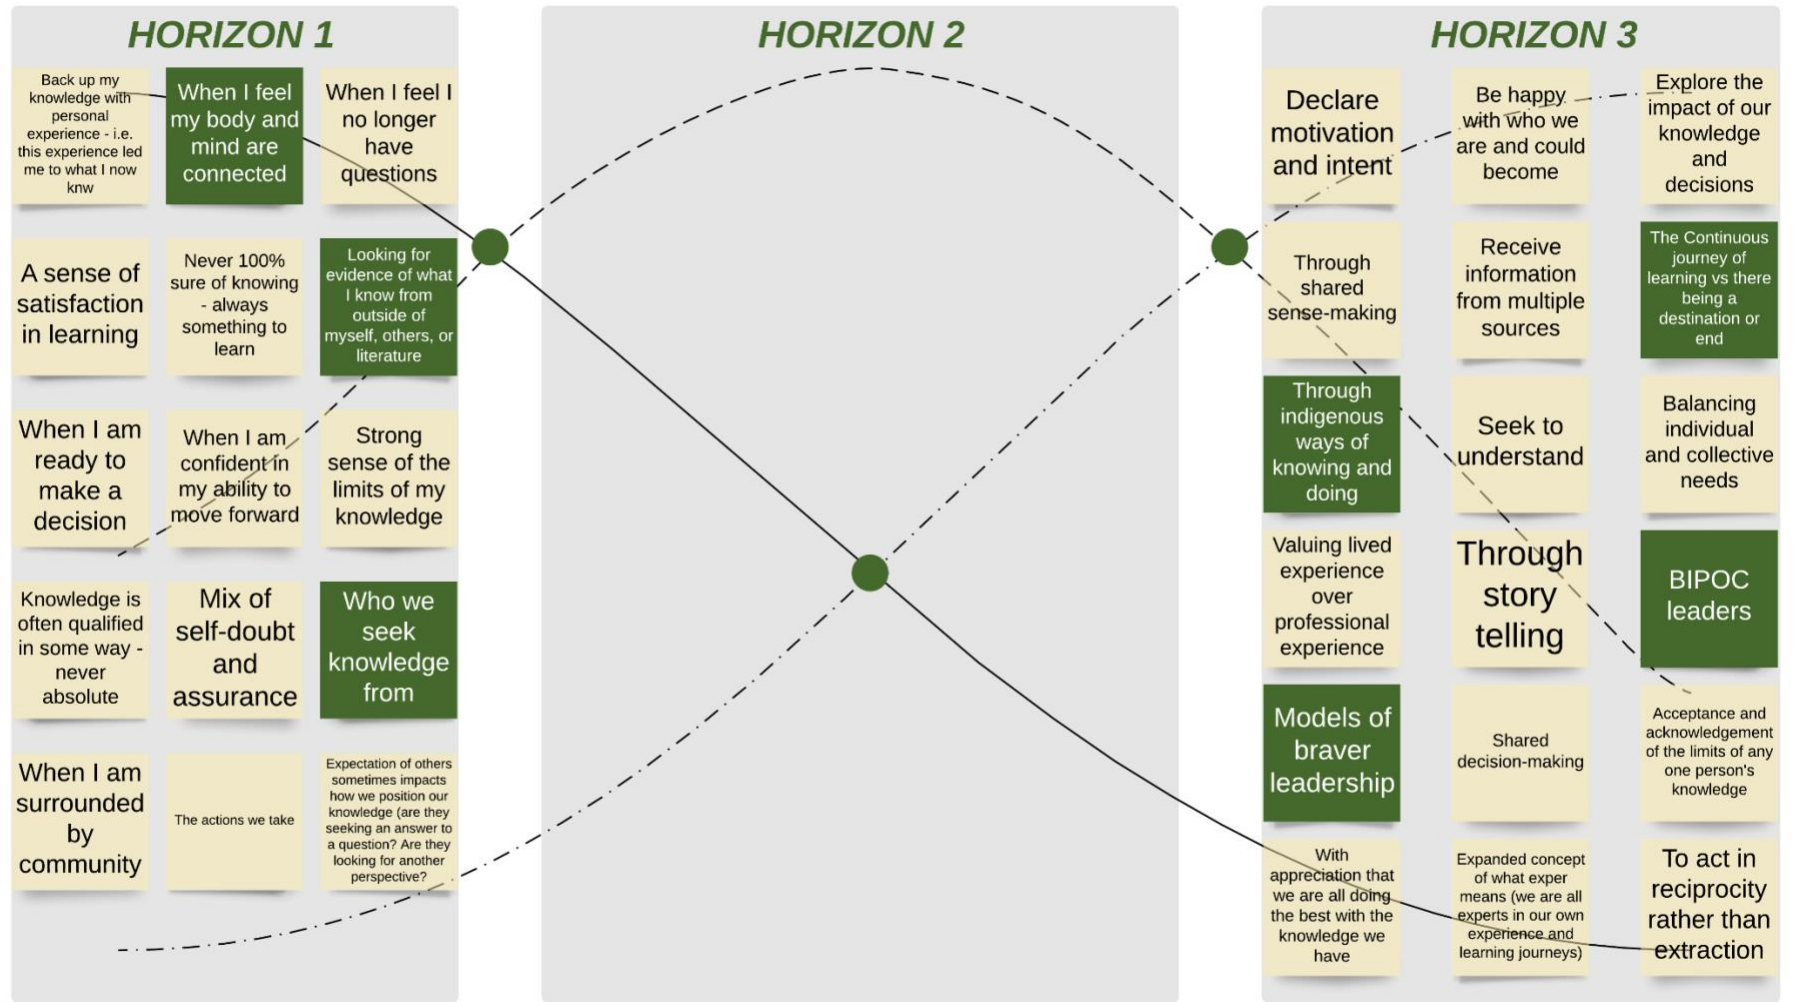 HORIZON 1
HORIZON 2
HORIZON 3
Back up my
knowledge with
personal
experience - i.e.
this experience led
me to what I now
knw
When I feel
my body and
mind are
connected
When I feel I
no longer
have
questions
A sense of
satisfaction
in learning
Never 100%
sure of knowing
- always
something to
learn
Looking for
evidence of what
I know from
outside of
myself, others, or
literature
When I am
ready to
make a
decision
When I am
confident in
my ability to
move forward
Strong
sense of the
limits of my
knowledge
Knowledge is
often qualified
in some way -
never
absolute
Mix of
self-doubt
and
assurance
Who we
seek
knowledge
from
When I am
surrounded
by
community
The actions we take
Expectation of others
sometimes impacts
how we position our
knowledge (are they
seeking an answer to
a question? Are they
looking for another
perspective?
Declare
motivation
and intent
Be happy
with who we
are and could
become
Explore the
impact of our
knowledge
and
decisions
Through
shared
sense-making
Receive
information
from multiple
sources
The Continuous
journey of
learning vs there
being a
destination or
end
Through
indigenous
ways of
knowing and
doing
Seek to
understand
Balancing
individual
and collective
needs
Valuing lived
experience
over
professional
experience
Through
story
telling
BIPOC
leaders
Models of
braver
leadership
Shared
decision-making
Acceptance and
acknowledgement
of the limits of any
one person's
knowledge
With
appreciation that
we are all doing
the best with the
knowledge we
have
Expanded concept
of what exper
means (we are all
experts in our own
experience and
learning journeys)
To act in
reciprocity
rather than
extraction